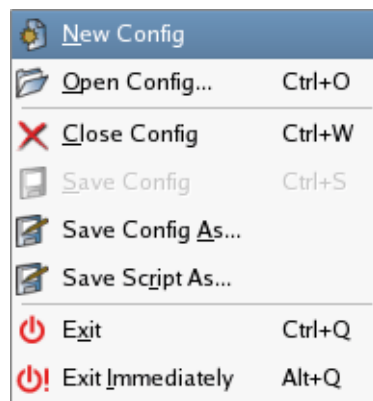 New Config
Open Config... Ctrl+O
Close Config Ctrl+W
Save Config Ctrl+S
Save Config As...
Save Script As...
Exit Ctrl+Q
Exit Immediately Alt+Q